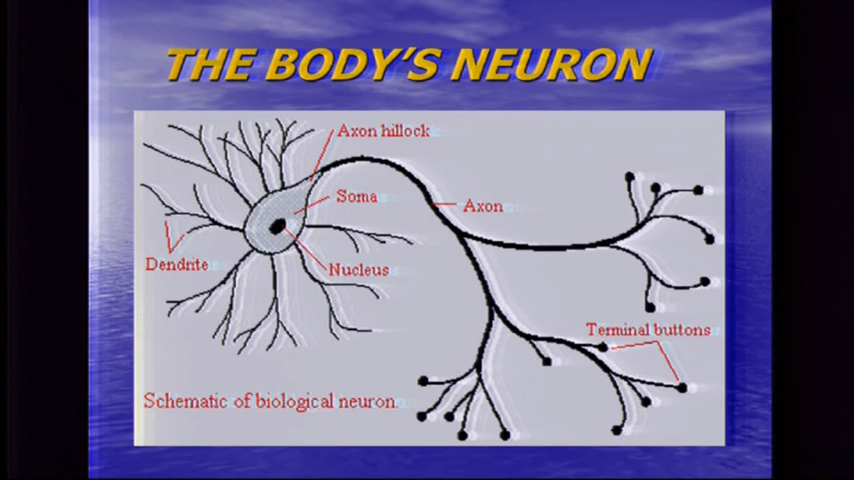 THE BODY'S NEURON
Axon hillock
Soma
Axon
Dendrite
Nucleus
Terminal buttons
Schematic of biological neuron.